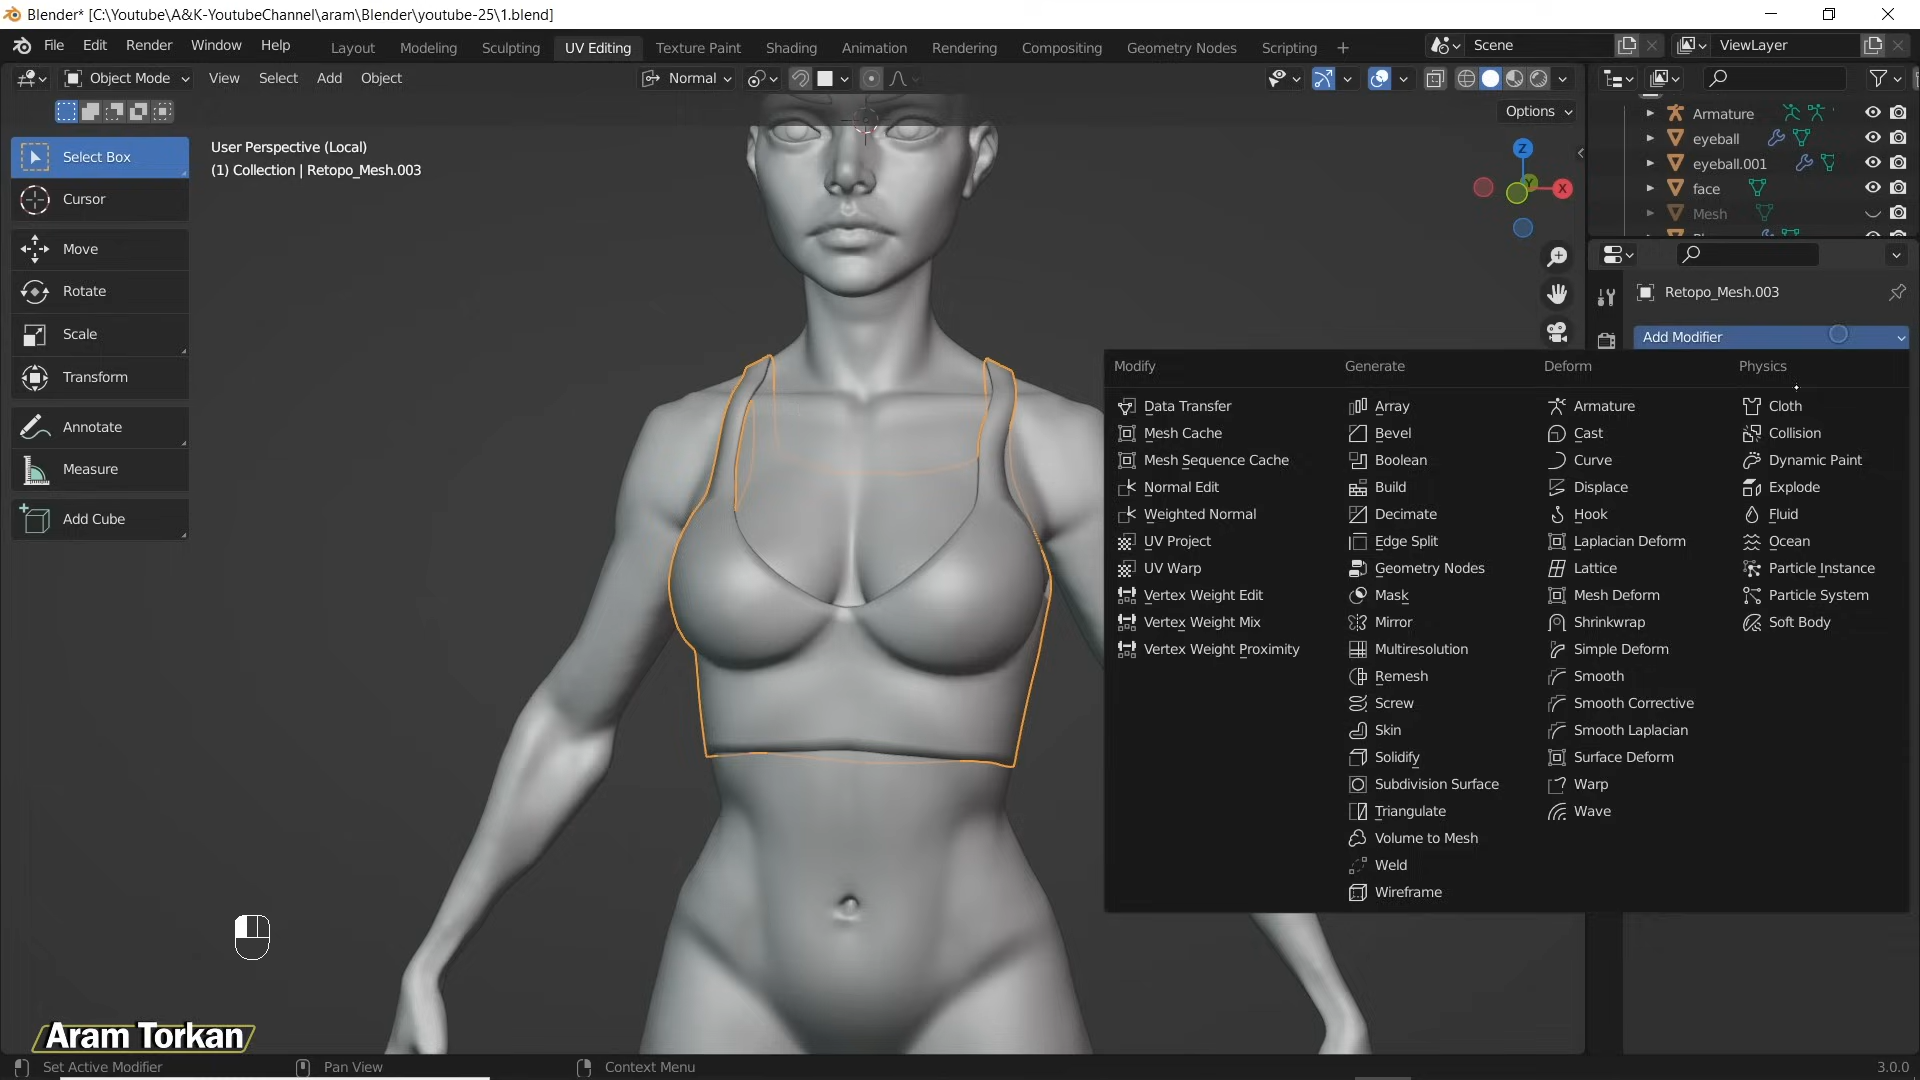 Blender* [C:\Youtube\A&K-YoutubeChannel\aram\Blender\youtube-25\1.blend]
File Edit Render Window Help
Layout Modeling Sculpting UV Editing Texture Paint Shading Animation Rendering Compositing Geometry Nodes Scripting +
Scene
ViewLayer
Object Mode View Select Add Object
Normal
Options
User Perspective (Local)
(1) Collection | Retopo_Mesh.003
Select Box
Cursor
Move
Rotate
Scale
Transform
Annotate
Measure
Add Cube
Z
Y
X
Armature
eyeball
eyeball.001
face
Mesh
Retopo_Mesh.003
Add Modifier
Modify
Data Transfer
Mesh Cache
Mesh Sequence Cache
Normal Edit
Weighted Normal
UV Project
UV Warp
Vertex Weight Edit
Vertex Weight Mix
Vertex Weight Proximity
Generate
Array
Bevel
Boolean
Build
Decimate
Edge Split
Geometry Nodes
Mask
Mirror
Multiresolution
Remesh
Screw
Skin
Solidify
Subdivision Surface
Triangulate
Volume to Mesh
Weld
Wireframe
Deform
Armature
Cast
Curve
Displace
Hook
Laplacian Deform
Lattice
Mesh Deform
Shrinkwrap
Simple Deform
Smooth
Smooth Corrective
Smooth Laplacian
Surface Deform
Warp
Wave
Physics
Cloth
Collision
Dynamic Paint
Explode
Fluid
Ocean
Particle Instance
Particle System
Soft Body
Aram Torkan
Set Active Modifier
Pan View
Context Menu
3.0.0